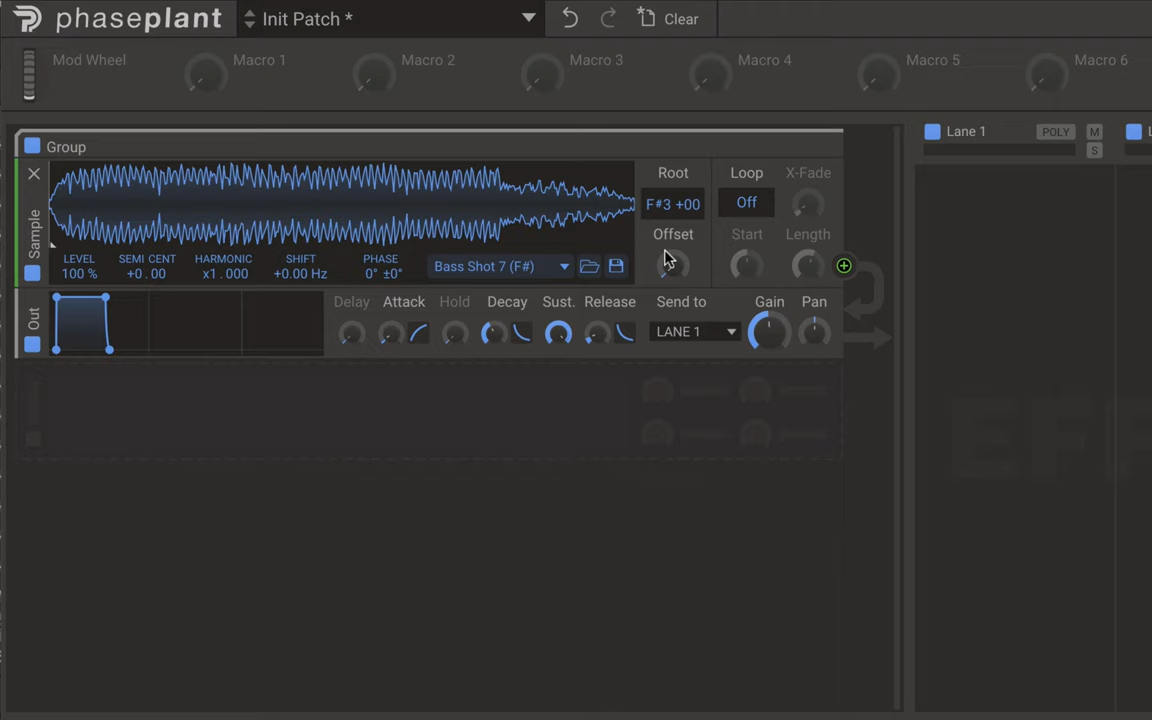 phaseplant
Init Patch *
Clear
Mod Wheel
Macro 1
Macro 2
Macro 3
Macro 4
Macro 5
Macro 6
Group
Lane 1
POLY
M
S
L
Sample
Root
F#3 +00
Offset
Loop
Off
X-Fade
Start
Length
LEVEL
100 %
SEMI CENT
+0 .00
HARMONIC
x1.000
SHIFT
+0.00 Hz
PHASE
0° ±0°
Bass Shot 7 (F#)
Out
Delay
Attack
Hold
Decay
Sust.
Release
Send to
LANE 1
Gain
Pan